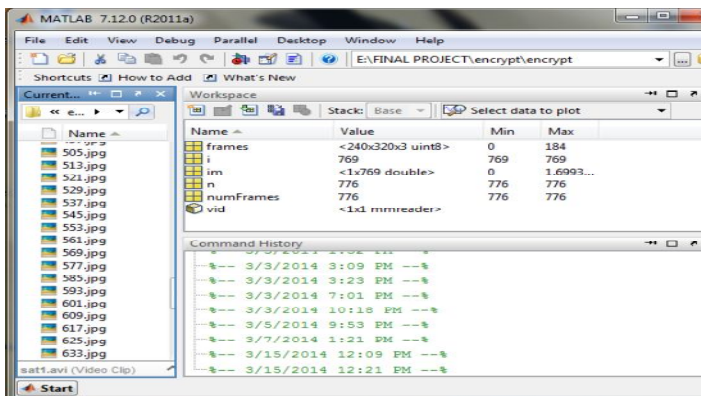 MATLAB 7.12.0 (R2011a)
File Edit View Debug Parallel Desktop Window Help
E:\FINAL PROJECT\encrypt\encrypt
Shortcuts How to Add What's New
Current...
« e...
Name
505.jpg
513.jpg
521.jpg
529.jpg
537.jpg
545.jpg
553.jpg
561.jpg
569.jpg
577.jpg
585.jpg
593.jpg
601.jpg
609.jpg
617.jpg
625.jpg
633.jpg
sat1.avi (Video Clip)
Workspace
Stack: Base Select data to plot
Name Value Min Max
frames <240x320x3 uint8> 0 184
i 769 769 769
im <1x769 double> 0 1.6993...
n 776 776 776
numFrames 776 776 776
vid <1x1 mmreader>
Command History
%-- 3/3/2014 3:09 PM --%
%-- 3/3/2014 3:23 PM --%
%-- 3/3/2014 7:01 PM --%
%-- 3/3/2014 10:18 PM --%
%-- 3/5/2014 9:53 PM --%
%-- 3/7/2014 1:21 PM --%
%-- 3/15/2014 12:09 PM --%
%-- 3/15/2014 12:21 PM --%
Start